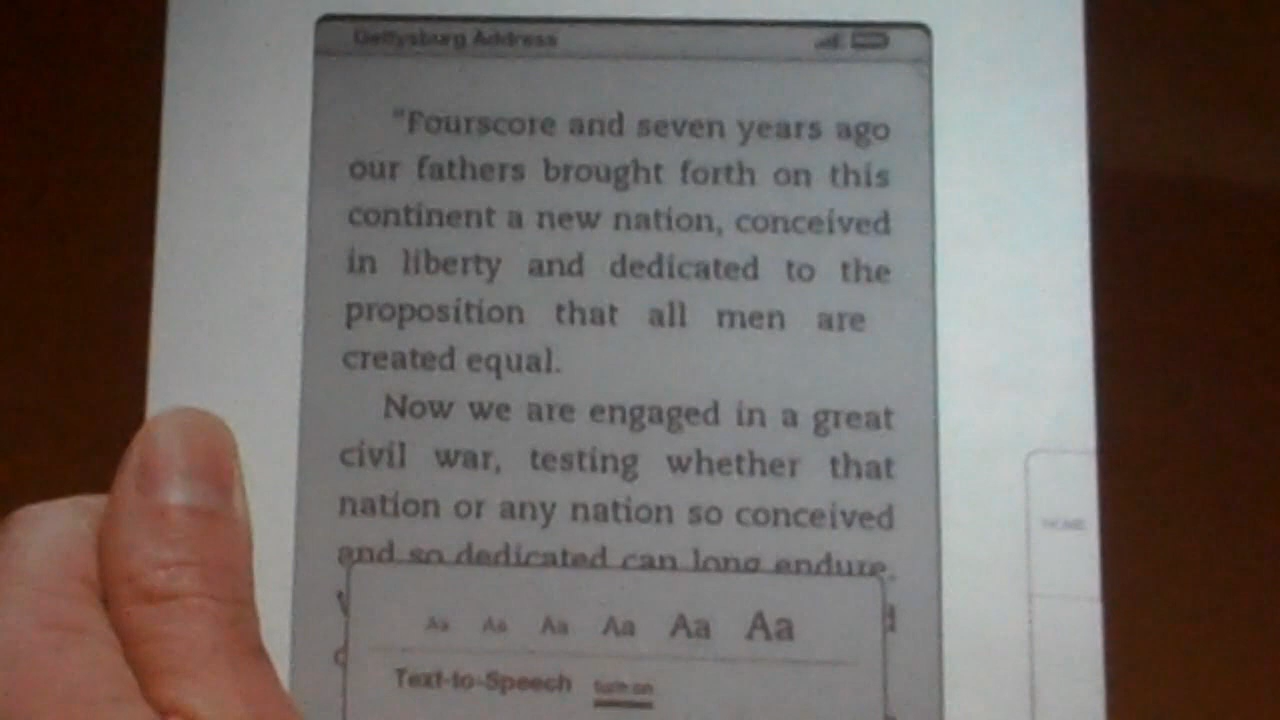 Gettysburg Address
"Fourscore and seven years ago
our fathers brought forth on this
continent a new nation, conceived
in liberty and dedicated to the
proposition that all men are
created equal.
Now we are engaged in a great
civil war, testing whether that
nation or any nation so conceived
and so dedicated can long endure.
Aa Aa Aa Aa Aa Aa
Text-to-Speech turn on
HOME